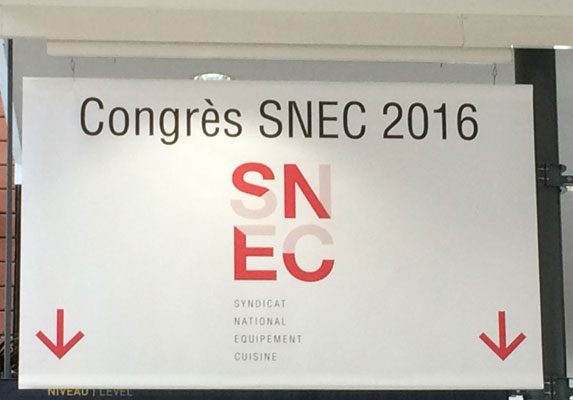 Congrès SNEC 2016
SN
EC
SYNDICAT
NATIONAL
EQUIPEMENT
CUISINE
NIVEAU | LEVEL